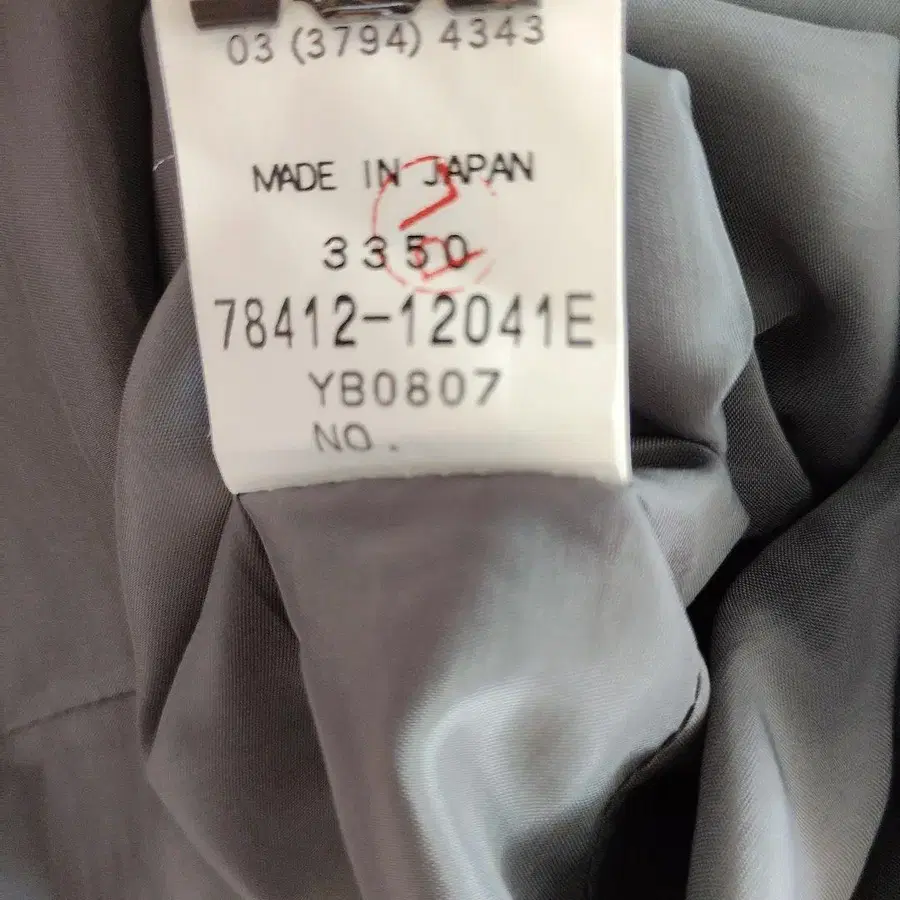 03 (3794) 4343
MADE IN JAPAN
3350
78412-12041E
YB0807
NO.